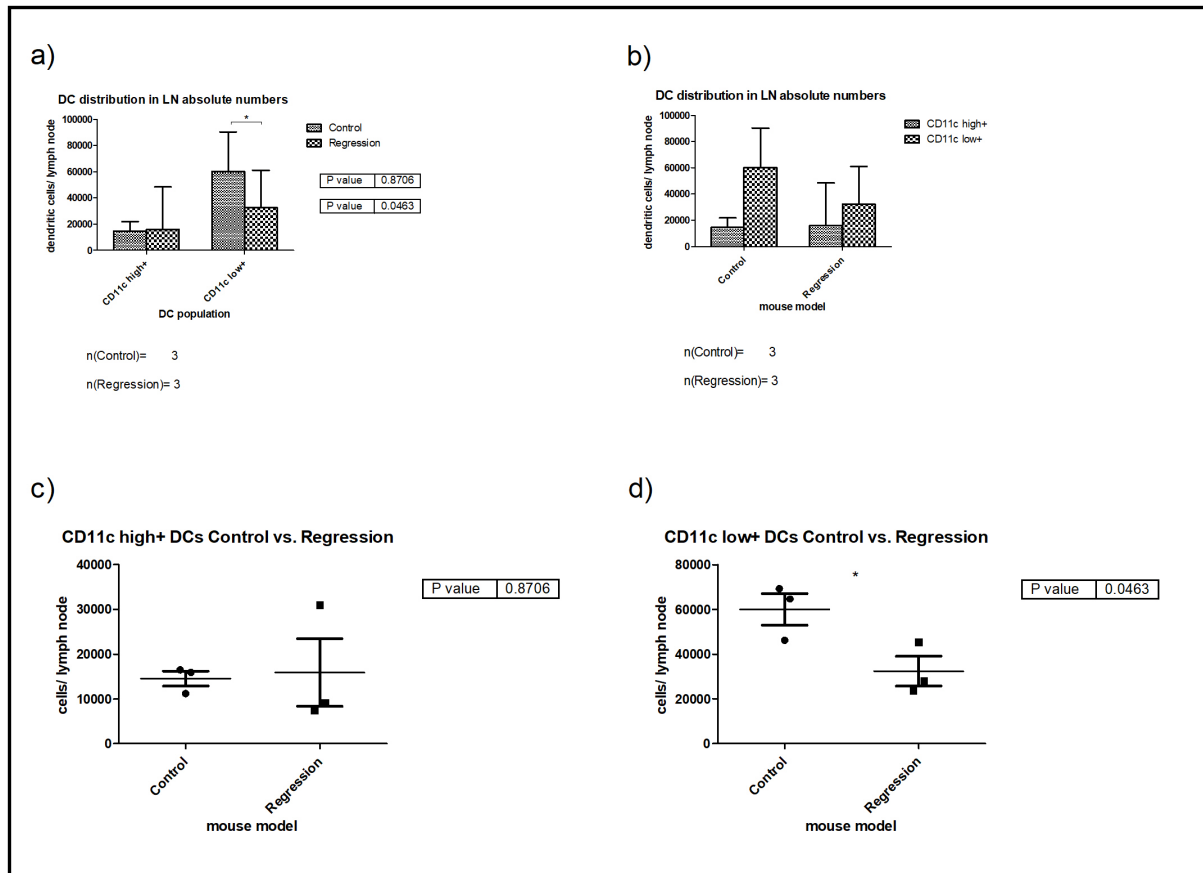 a)
DC distribution in LN absolute numbers
100000
80000
60000
40000
20000
0
dendritic cells/ lymph node
*
Control
Regression
P value 0.8706
P value 0.0463
CD11c high+
CD11c low+
DC population
n(Control)= 3
n(Regression)= 3
b)
DC distribution in LN absolute numbers
100000
80000
60000
40000
20000
0
dendritic cells/ lymph node
CD11c high+
CD11c low+
Control
Regression
mouse model
n(Control)= 3
n(Regression)= 3
c)
CD11c high+ DCs Control vs. Regression
40000
30000
20000
10000
0
cells/ lymph node
P value 0.8706
Control
Regression
mouse model
d)
CD11c low+ DCs Control vs. Regression
80000
60000
40000
20000
0
cells/ lymph node
*
P value 0.0463
Control
Regression
mouse model